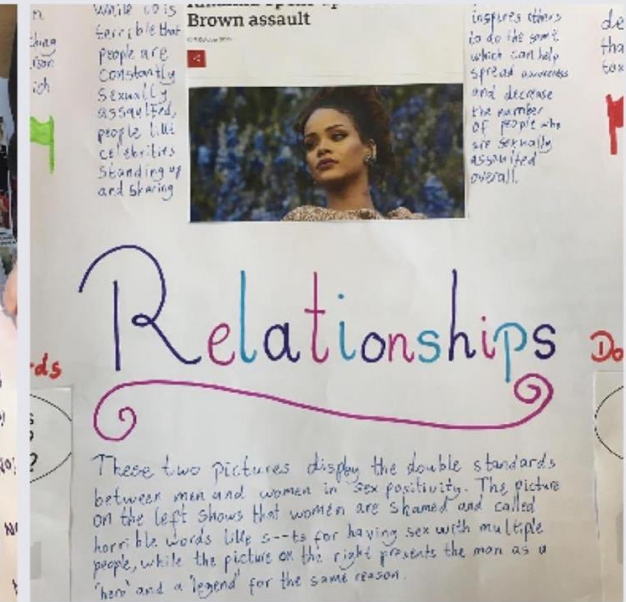 While it is
terrible that
people are
constantly
sexually
assaulted,
people like
celebrities
standing up
and sharing
Brown assault
inspires others
to do the same
which can help
spread awareness
and decrease
the number
of people who
are sexually
assaulted
overall.
Relationships
These two pictures display the double standards
between men and women in sex positivity. The picture
on the left shows that women are shamed and called
horrible words like s--ts for having sex with multiple
people, while the picture on the right presents the man as a
"hero" and a "legend" for the same reason.